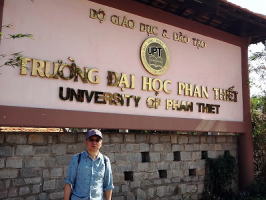 BỘ GIÁO DỤC & ĐÀO TẠO
UPT
TRƯỜNG ĐẠI HỌC PHAN THIẾT
UNIVERSITY OF PHAN THIET